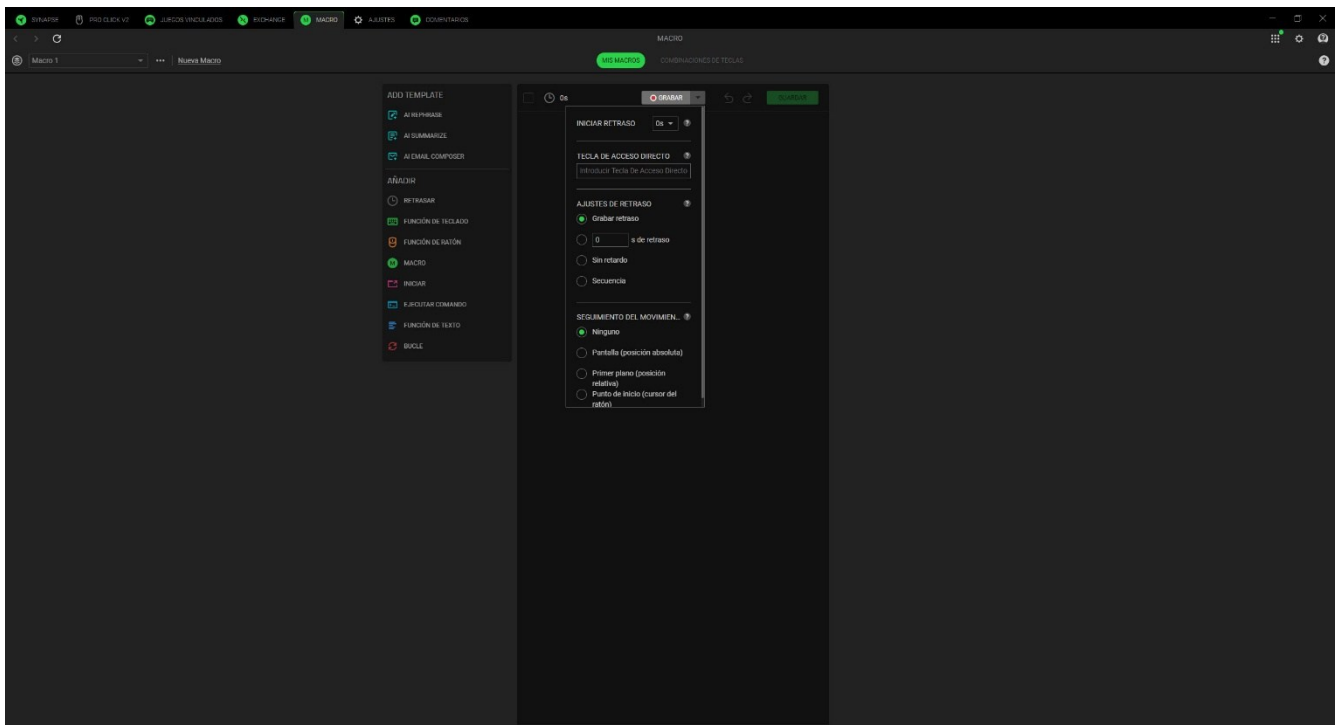 SYNAPSE PRO CLICK V2 JUEGOS VINCULADOS EXCHANGE MACRO AJUSTES COMENTARIOS
MACRO
Macro 1 Nueva Macro MIS MACROS COMBINACIONES DE TECLAS
ADD TEMPLATE
AI REPHRASE
AI SUMMARIZE
AI EMAIL COMPOSER
AÑADIR
RETRASAR
FUNCIÓN DE TECLADO
FUNCIÓN DE RATÓN
MACRO
INICIAR
EJECUTAR COMANDO
FUNCIÓN DE TEXTO
BUCLE
0s GRABAR GUARDAR
INICIAR RETRASO 0s
TECLA DE ACCESO DIRECTO
Introducir Tecla De Acceso Directo
AJUSTES DE RETRASO
Grabar retraso
0 s de retraso
Sin retardo
Secuencia
SEGUIMIENTO DEL MOVIMIEN...
Ninguno
Pantalla (posición absoluta)
Primer plano (posición
relativa)
Punto de inicio (cursor del
ratón)